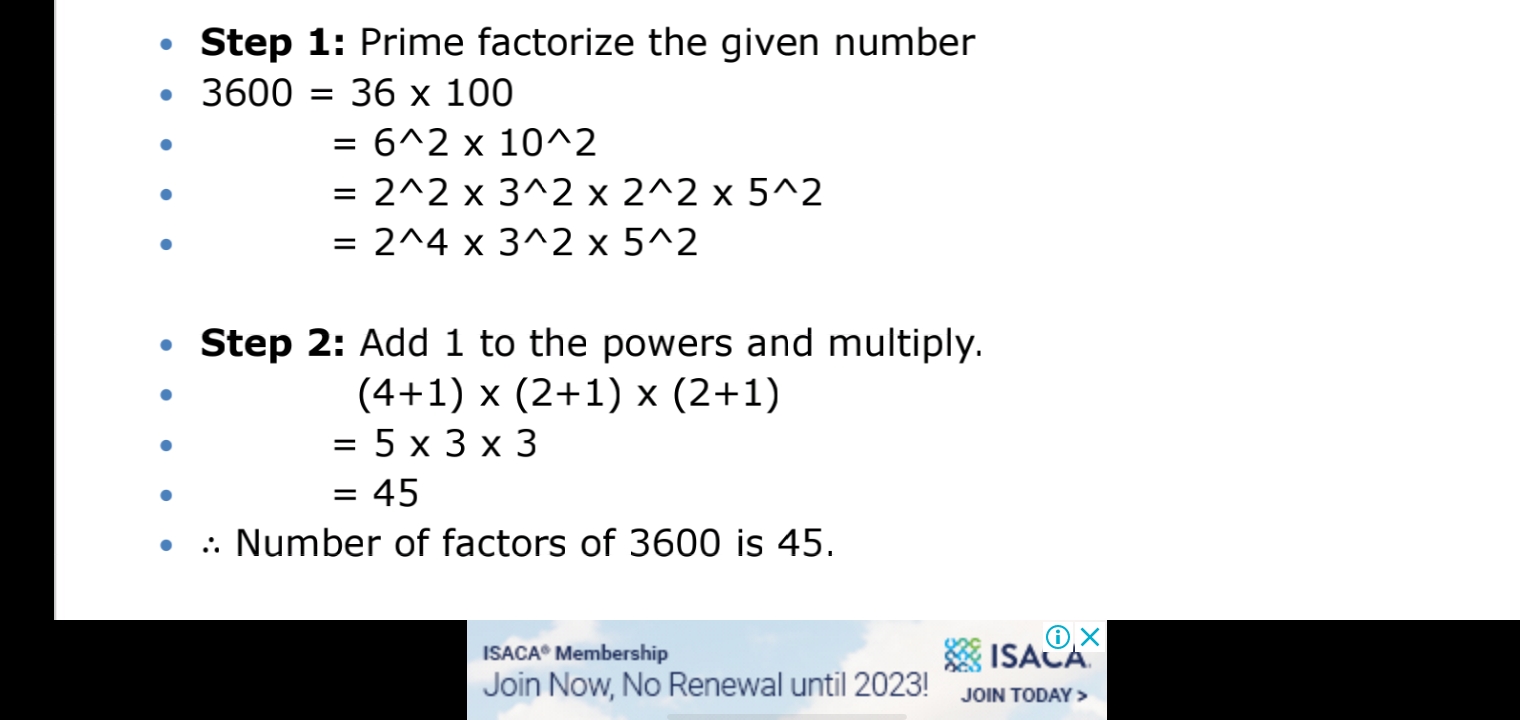 • Step 1: Prime factorize the given number
• 3600 = 36 x 100
• = 6^2 x 10^2
• = 2^2 x 3^2 x 2^2 x 5^2
• = 2^4 x 3^2 x 5^2
• Step 2: Add 1 to the powers and multiply.
• (4+1) x (2+1) x (2+1)
• = 5 x 3 x 3
• = 45
• ∴ Number of factors of 3600 is 45.
ISACA® Membership
Join Now, No Renewal until 2023!
ISACA.
JOIN TODAY >